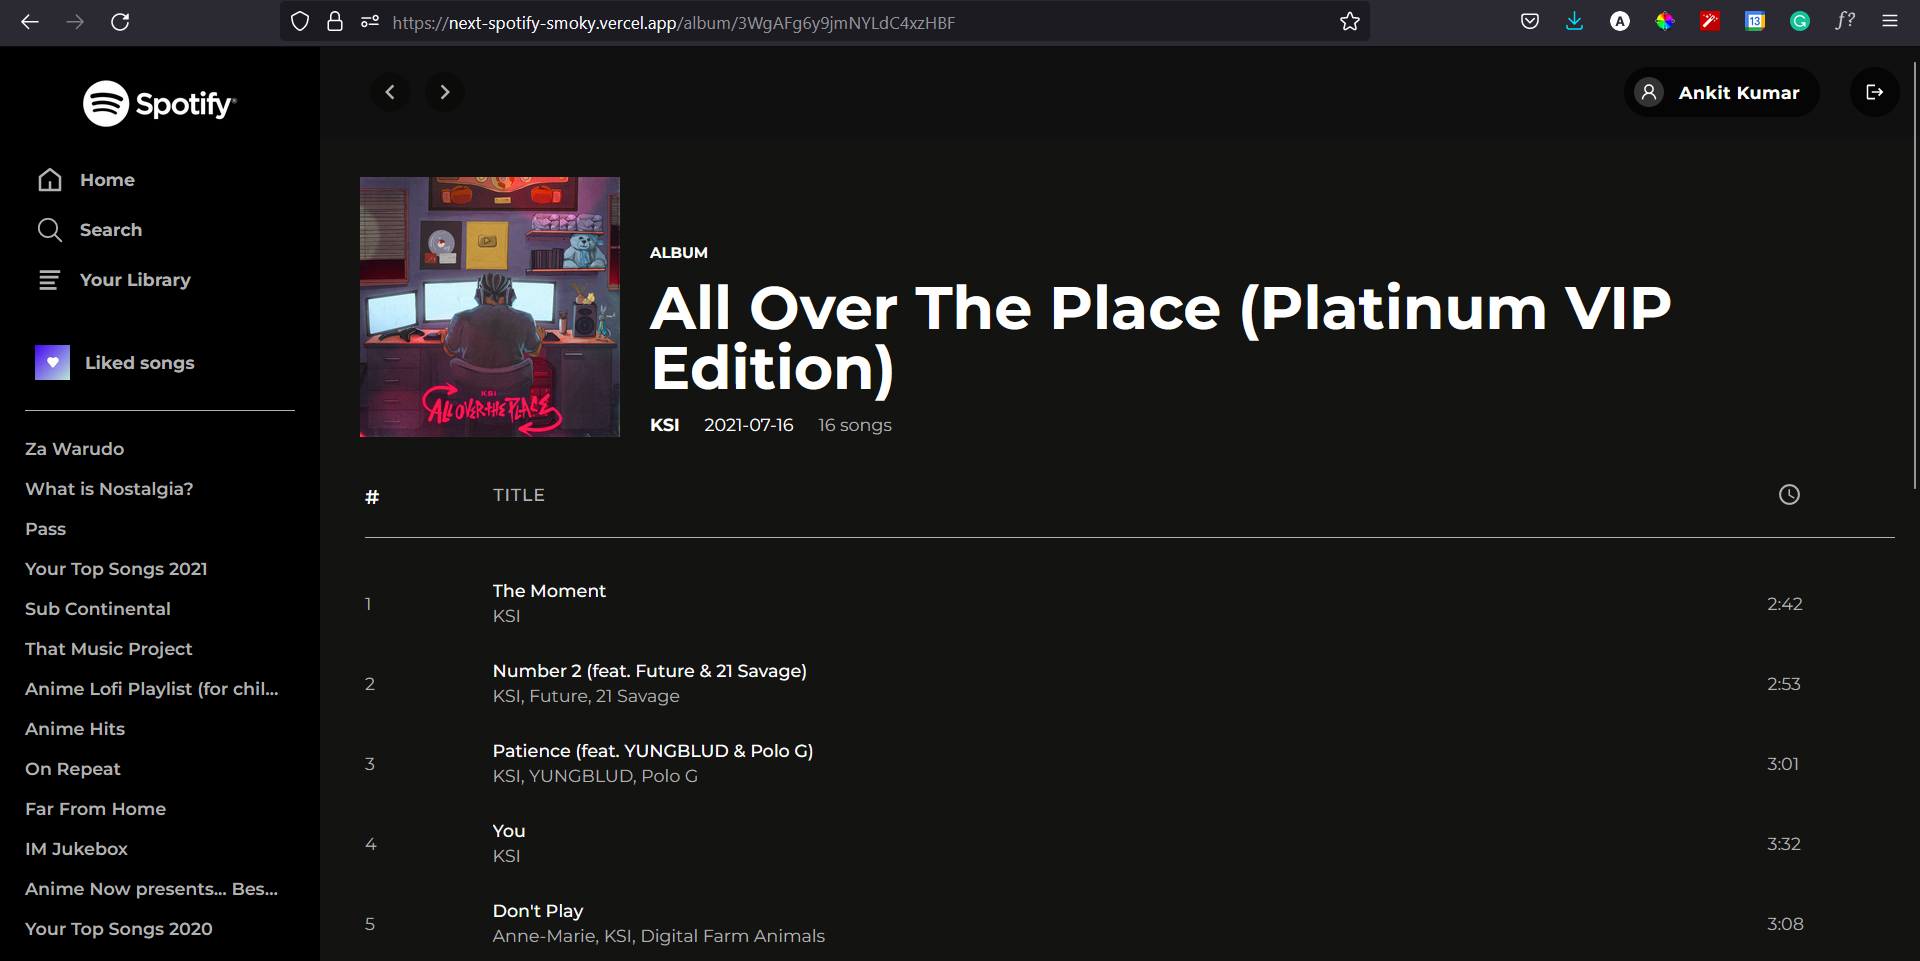 https://next-spotify-smoky.vercel.app/album/3WgAFg6y9jmNYLdC4xzHBF
A
13
G
f?
Spotify
Home
Search
Your Library
Liked songs
Za Warudo
What is Nostalgia?
Pass
Your Top Songs 2021
Sub Continental
That Music Project
Anime Lofi Playlist (for chil...
Anime Hits
On Repeat
Far From Home
IM Jukebox
Anime Now presents... Bes...
Your Top Songs 2020
Ankit Kumar
KSI
ALL OVER THE PLACE
ALBUM
All Over The Place (Platinum VIP
Edition)
KSI 2021-07-16 16 songs
# TITLE
1 The Moment 2:42
KSI
2 Number 2 (feat. Future & 21 Savage) 2:53
KSI, Future, 21 Savage
3 Patience (feat. YUNGBLUD & Polo G) 3:01
KSI, YUNGBLUD, Polo G
4 You 3:32
KSI
5 Don't Play 3:08
Anne-Marie, KSI, Digital Farm Animals